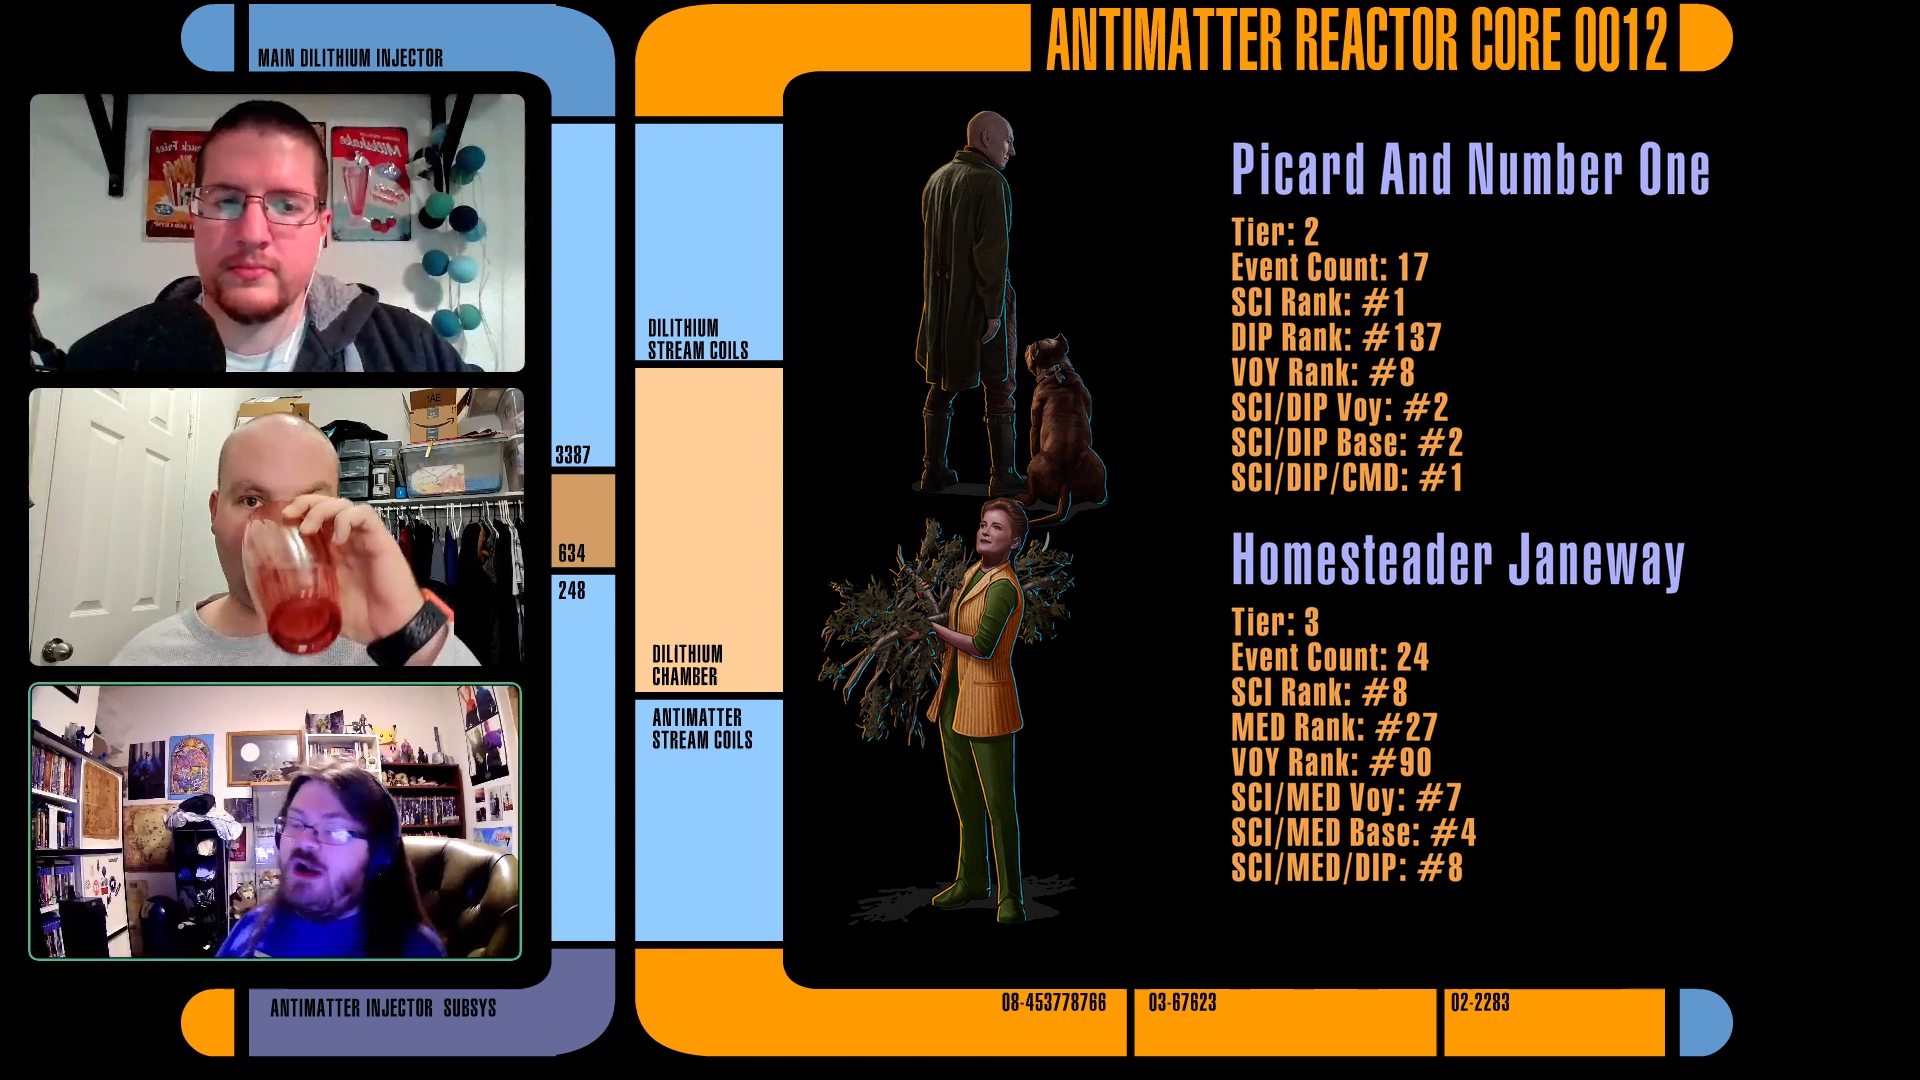 MAIN DILITHIUM INJECTOR
ANTIMATTER REACTOR CORE 0012
Milkshake
1AE
3387
634
248
DILITHIUM
STREAM COILS
DILITHIUM
CHAMBER
ANTIMATTER
STREAM COILS
Picard And Number One
Tier: 2
Event Count: 17
SCI Rank: #1
DIP Rank: #137
VOY Rank: #8
SCI/DIP Voy: #2
SCI/DIP Base: #2
SCI/DIP/CMD: #1
Homesteader Janeway
Tier: 3
Event Count: 24
SCI Rank: #8
MED Rank: #27
VOY Rank: #90
SCI/MED Voy: #7
SCI/MED Base: #4
SCI/MED/DIP: #8
ANTIMATTER INJECTOR SUBSYS
08-453778766
03-67623
02-2283